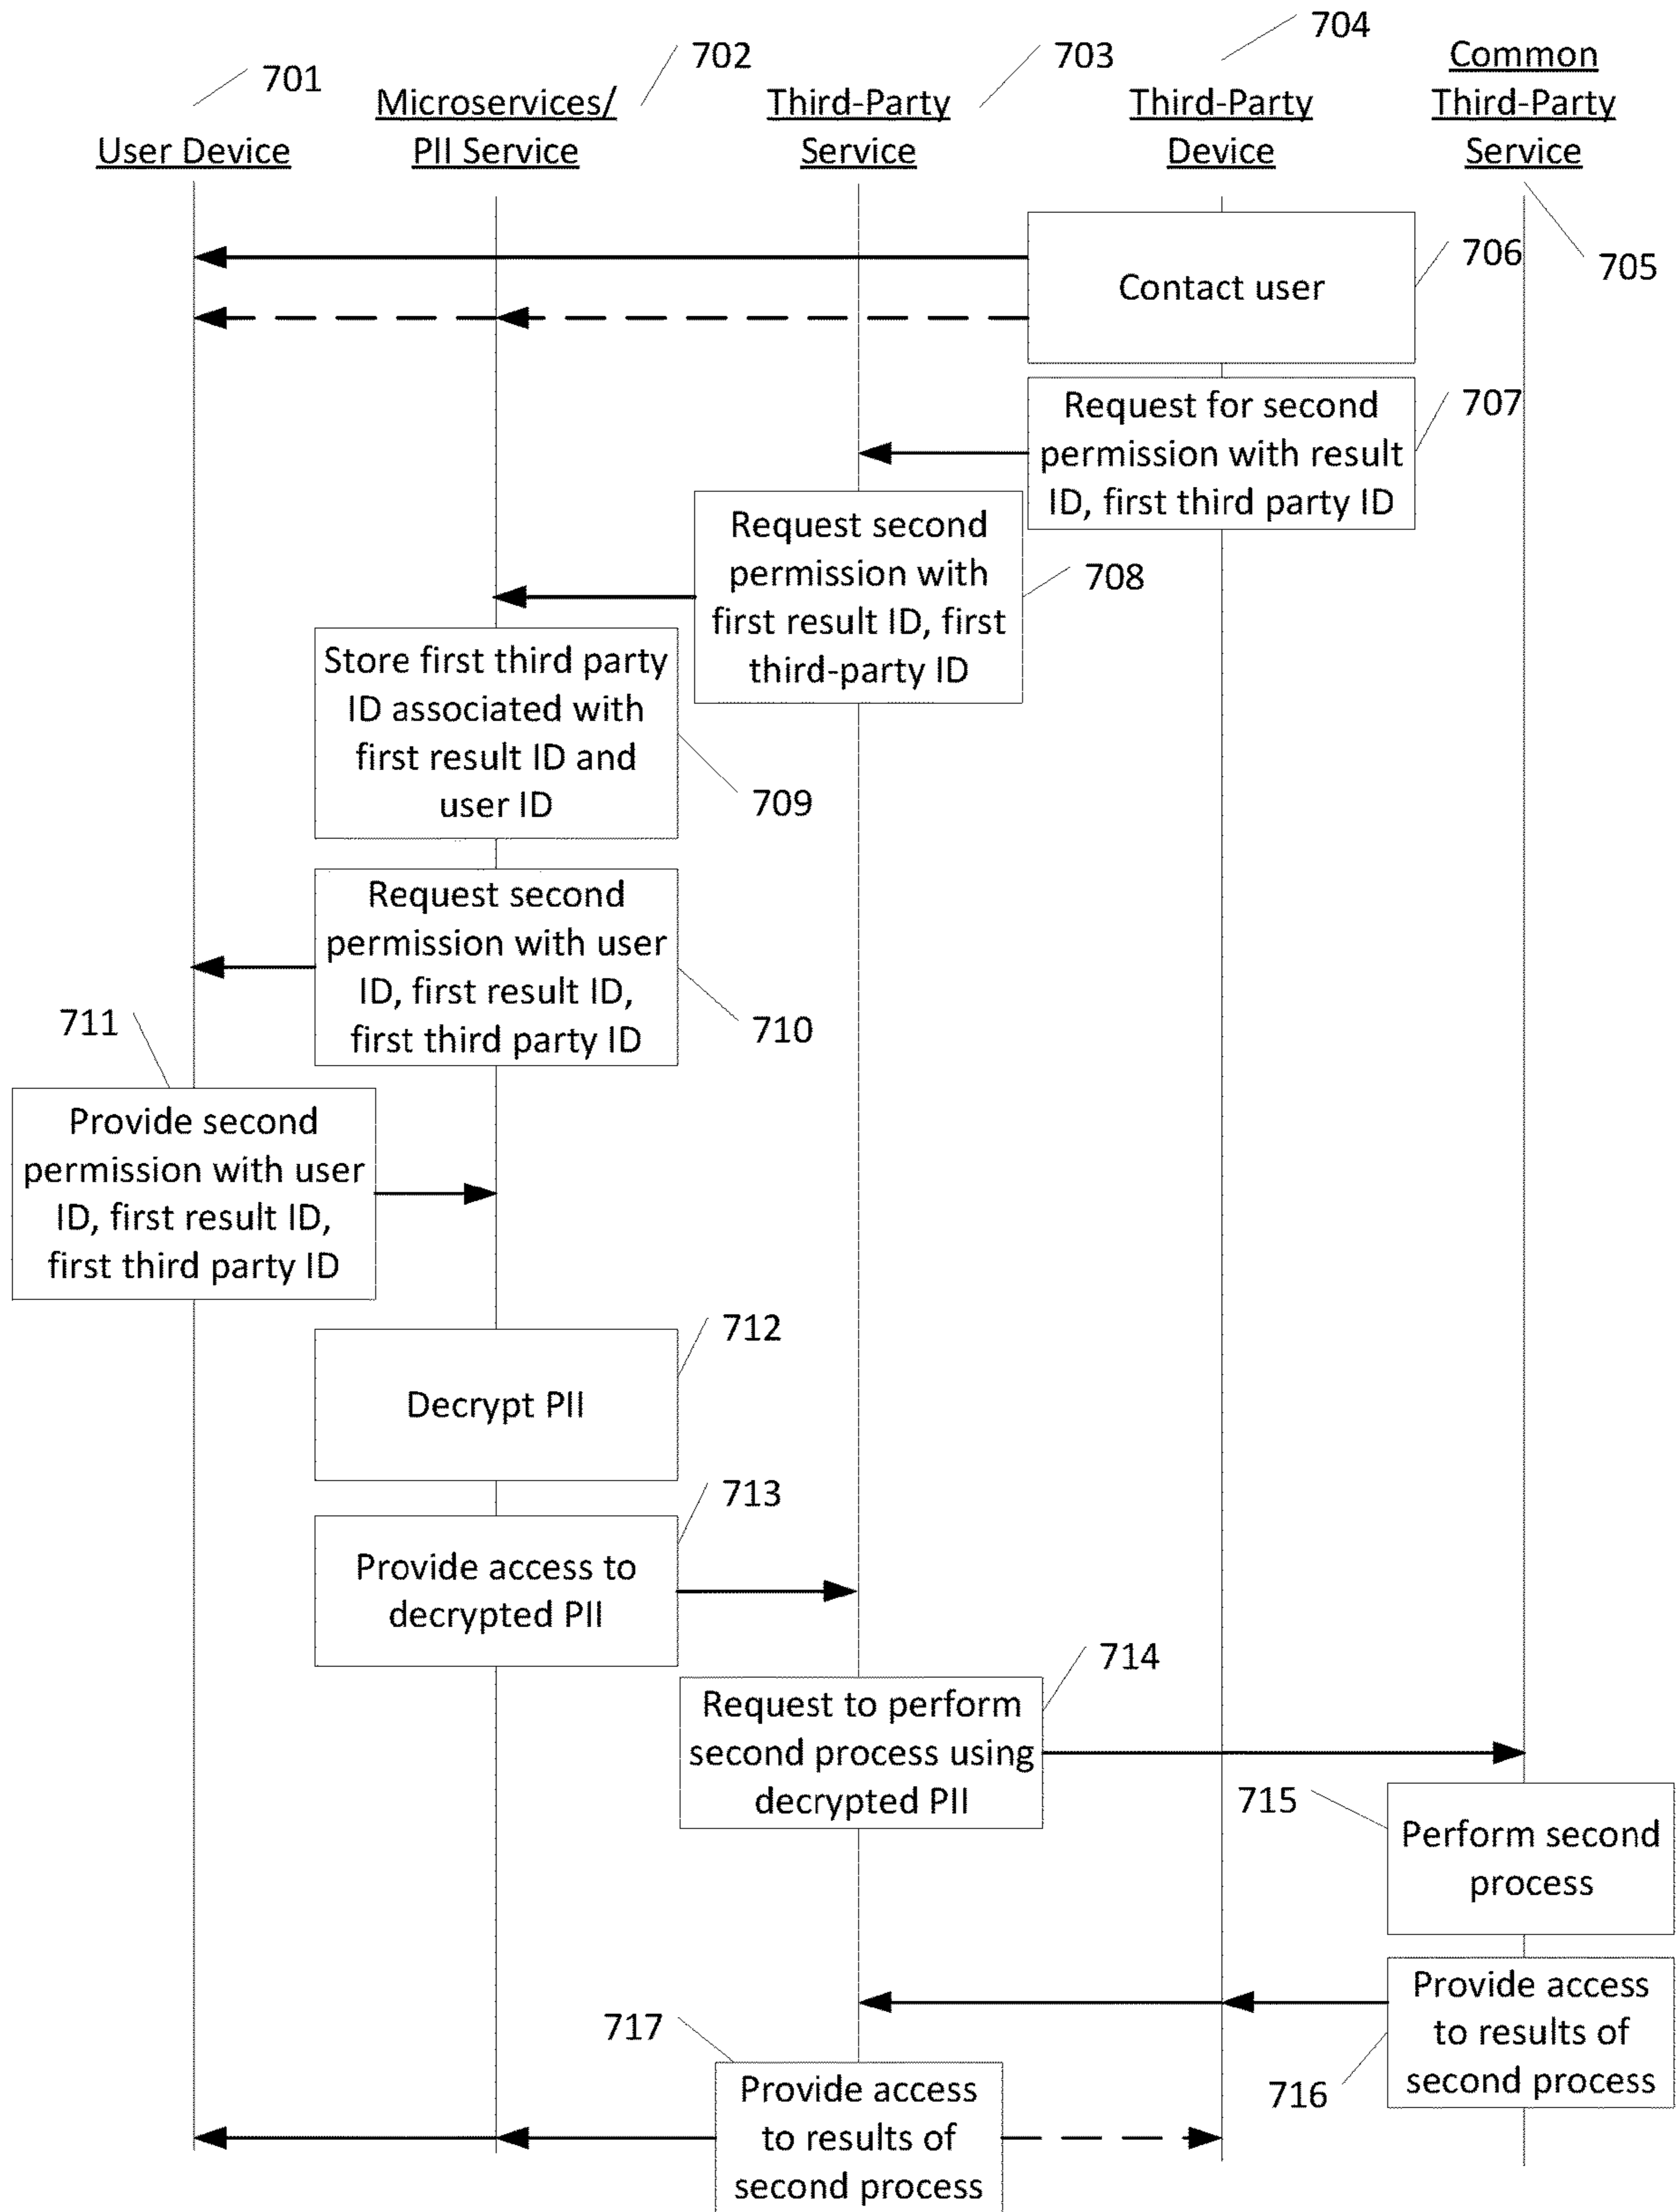 701
User Device
702
Microservices/
PII Service
703
Third-Party
Service
704
Third-Party
Device
Common
Third-Party
Service
705
Contact user
706
Request for second
permission with result
ID, first third party ID
707
Request second
permission with
first result ID, first
third-party ID
708
Store first third party
ID associated with
first result ID and
user ID
709
Request second
permission with user
ID, first result ID,
first third party ID
710
711
Provide second
permission with user
ID, first result ID,
first third party ID
712
Decrypt PII
713
Provide access to
decrypted PII
714
Request to perform
second process using
decrypted PII
715
Perform second
process
Provide access
to results of
second process
716
717
Provide access
to results of
second process